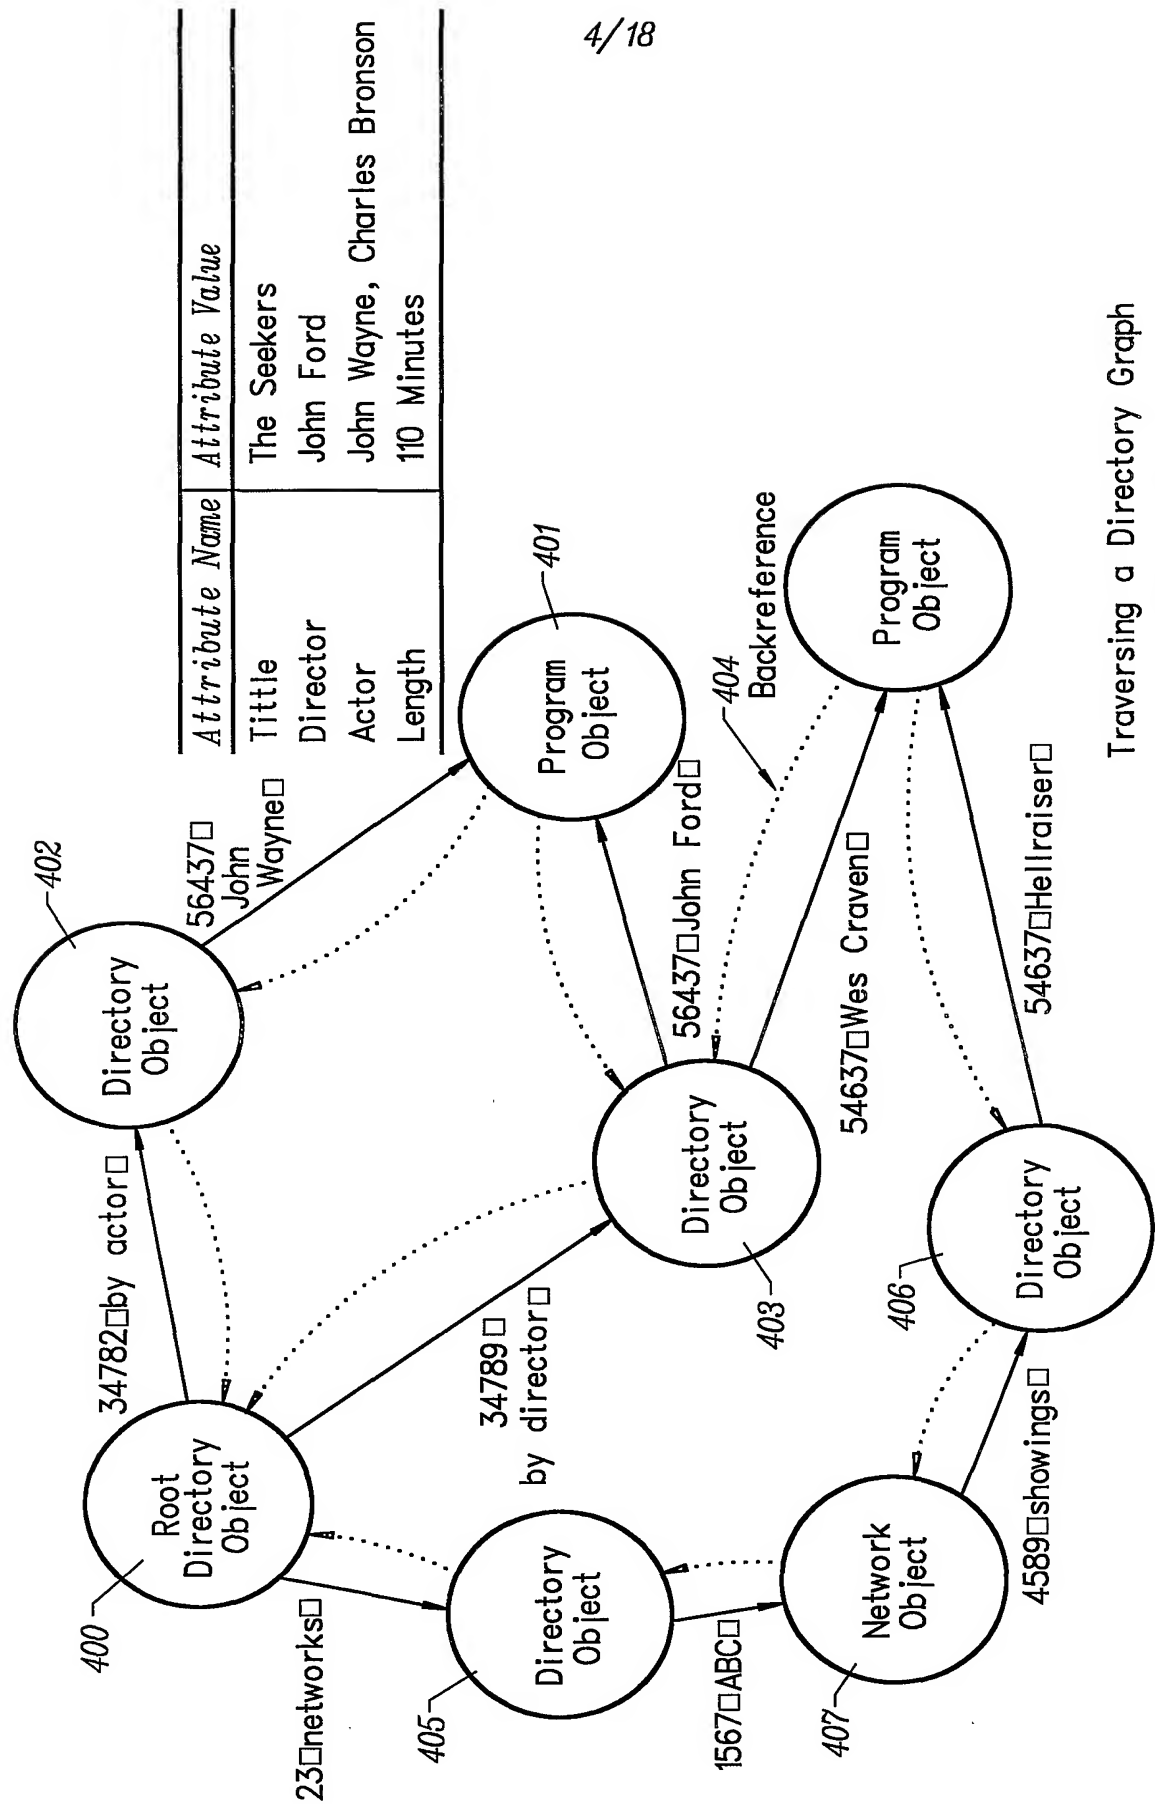 4/18
Attribute Name Attribute Value
Tittle The Seekers
Director John Ford
Actor John Wayne, Charles Bronson
Length 110 Minutes
402
Directory
Object
56437□
John
Wayne□
401
Program
Object
34782□by actor□
400
Root
Directory
Object
34789□
by director□
403
Directory
Object
56437□John Ford□
404
Backreference
Program
Object
54637□Wes Craven□
23□networks□
405
Directory
Object
1567□ABC□
407
Network
Object
4589□showings□
406
Directory
Object
54637□Hellraiser□
Traversing a Directory Graph